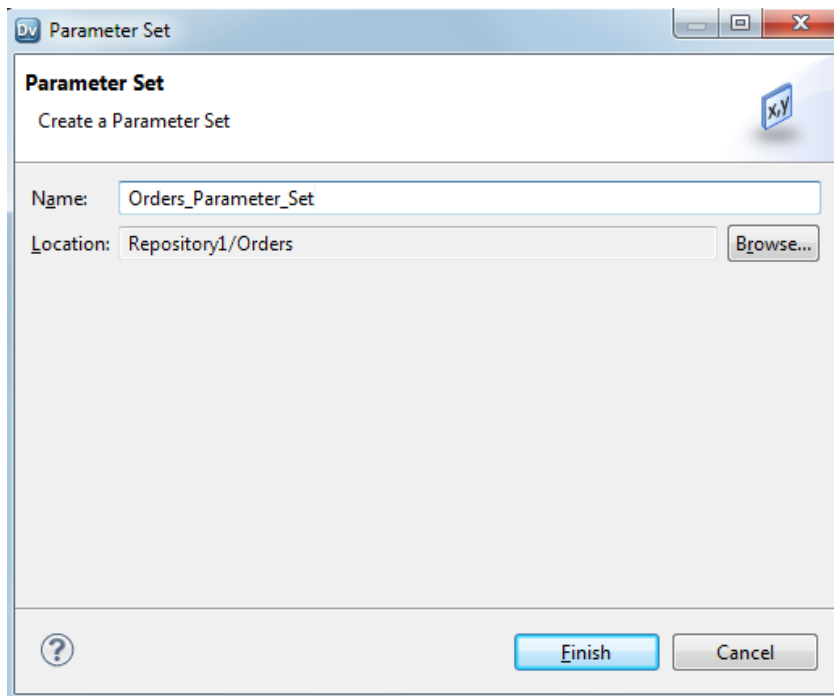 Dv Parameter Set
Parameter Set
Create a Parameter Set
x,y
Name: Orders_Parameter_Set
Location: Repository1/Orders Browse...
? Finish Cancel